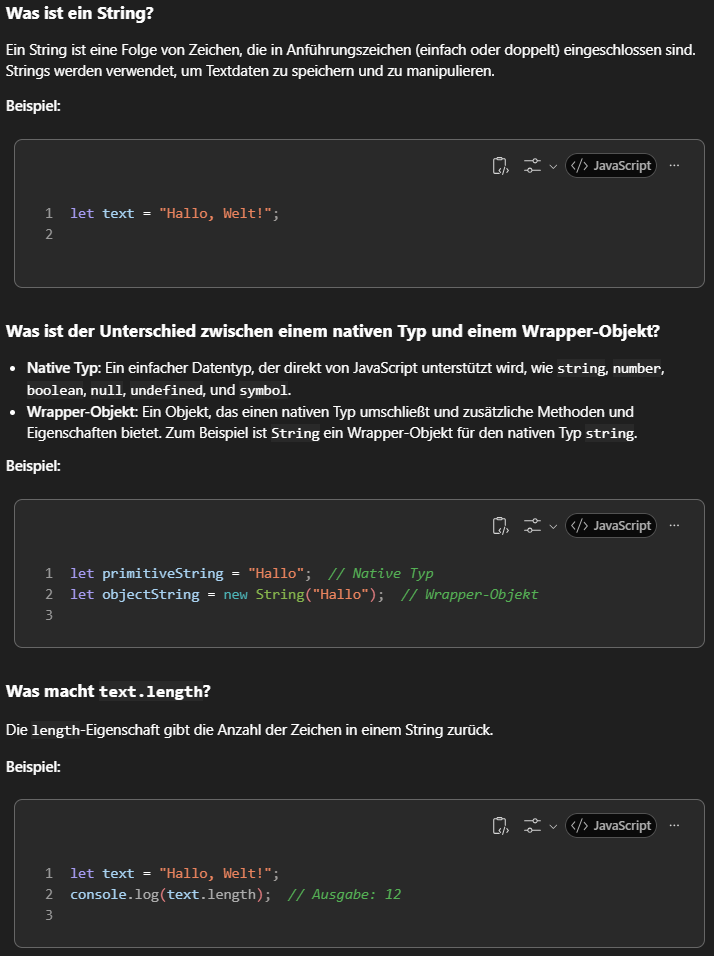 Was ist ein String?
Ein String ist eine Folge von Zeichen, die in Anführungszeichen (einfach oder doppelt) eingeschlossen sind.
Strings werden verwendet, um Textdaten zu speichern und zu manipulieren.
Beispiel:
</> JavaScript ...
1 let text = "Hallo, Welt!";
2
Was ist der Unterschied zwischen einem nativen Typ und einem Wrapper-Objekt?
• Native Typ: Ein einfacher Datentyp, der direkt von JavaScript unterstützt wird, wie string, number,
boolean, null, undefined, und symbol.
• Wrapper-Objekt: Ein Objekt, das einen nativen Typ umschließt und zusätzliche Methoden und
Eigenschaften bietet. Zum Beispiel ist String ein Wrapper-Objekt für den nativen Typ string.
Beispiel:
</> JavaScript ...
1 let primitiveString = "Hallo"; // Native Typ
2 let objectString = new String("Hallo"); // Wrapper-Objekt
3
Was macht text.length?
Die length-Eigenschaft gibt die Anzahl der Zeichen in einem String zurück.
Beispiel:
</> JavaScript ...
1 let text = "Hallo, Welt!";
2 console.log(text.length); // Ausgabe: 12
3